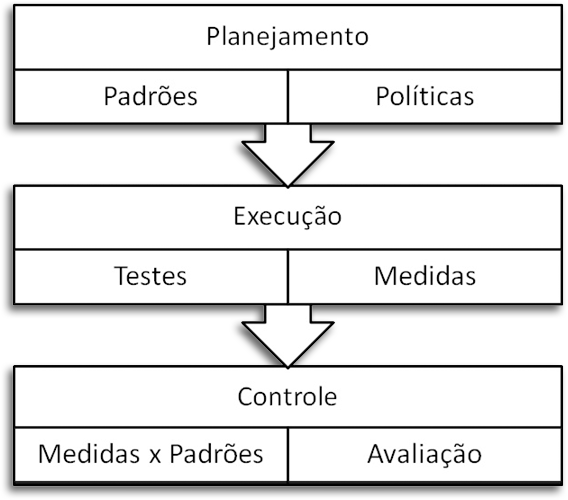 Planejamento
Padrões Políticas
Execução
Testes Medidas
Controle
Medidas x Padrões Avaliação